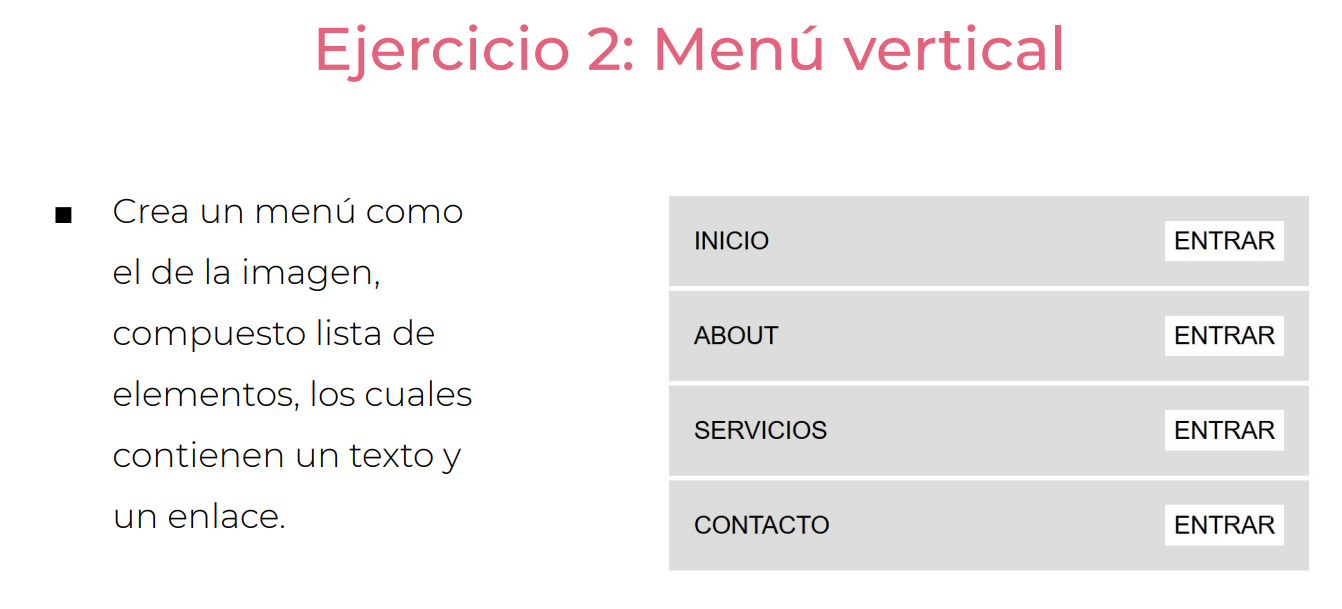 Ejercicio 2: Menú vertical
Crea un menú como
el de la imagen,
compuesto lista de
elementos, los cuales
contienen un texto y
un enlace.
INICIO ENTRAR
ABOUT ENTRAR
SERVICIOS ENTRAR
CONTACTO ENTRAR